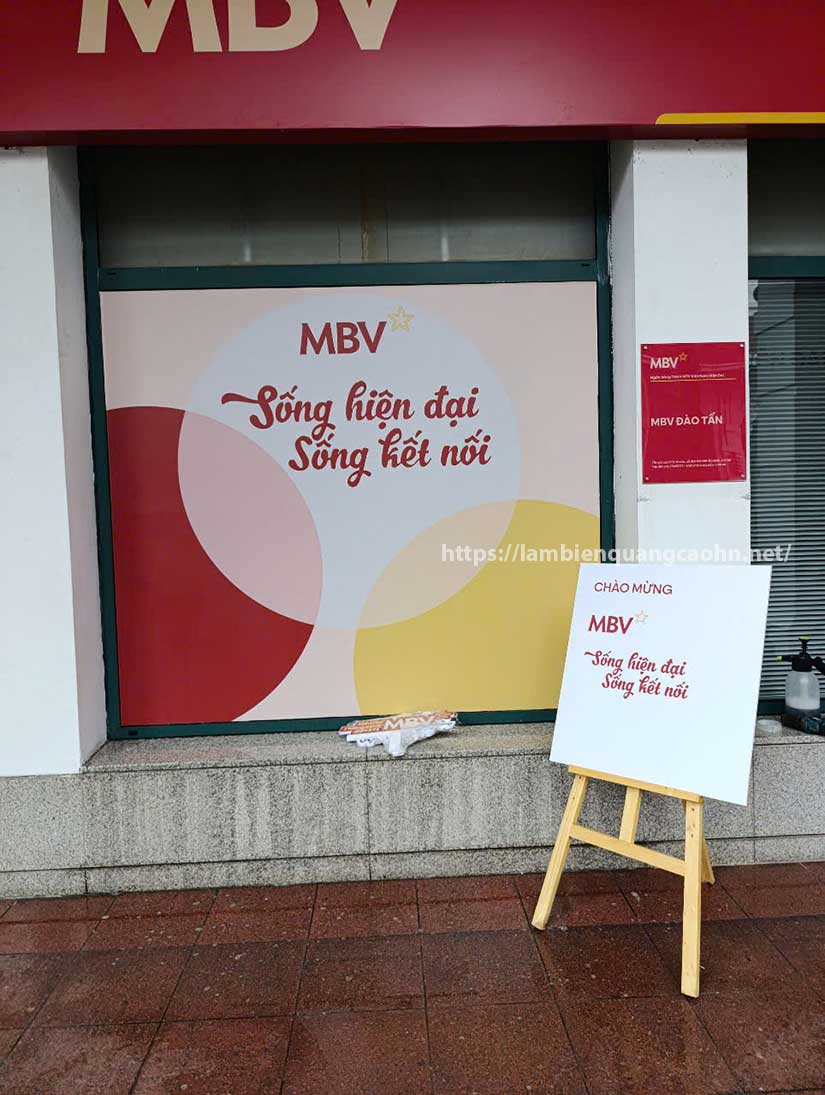 MBV
MBV
Sống hiện đại
Sống kết nối
MBV
MBV ĐÀO TẤN
https://lambienquangcaohn.net/
CHÀO MỪNG
MBV
Sống hiện đại
Sống kết nối
MBV